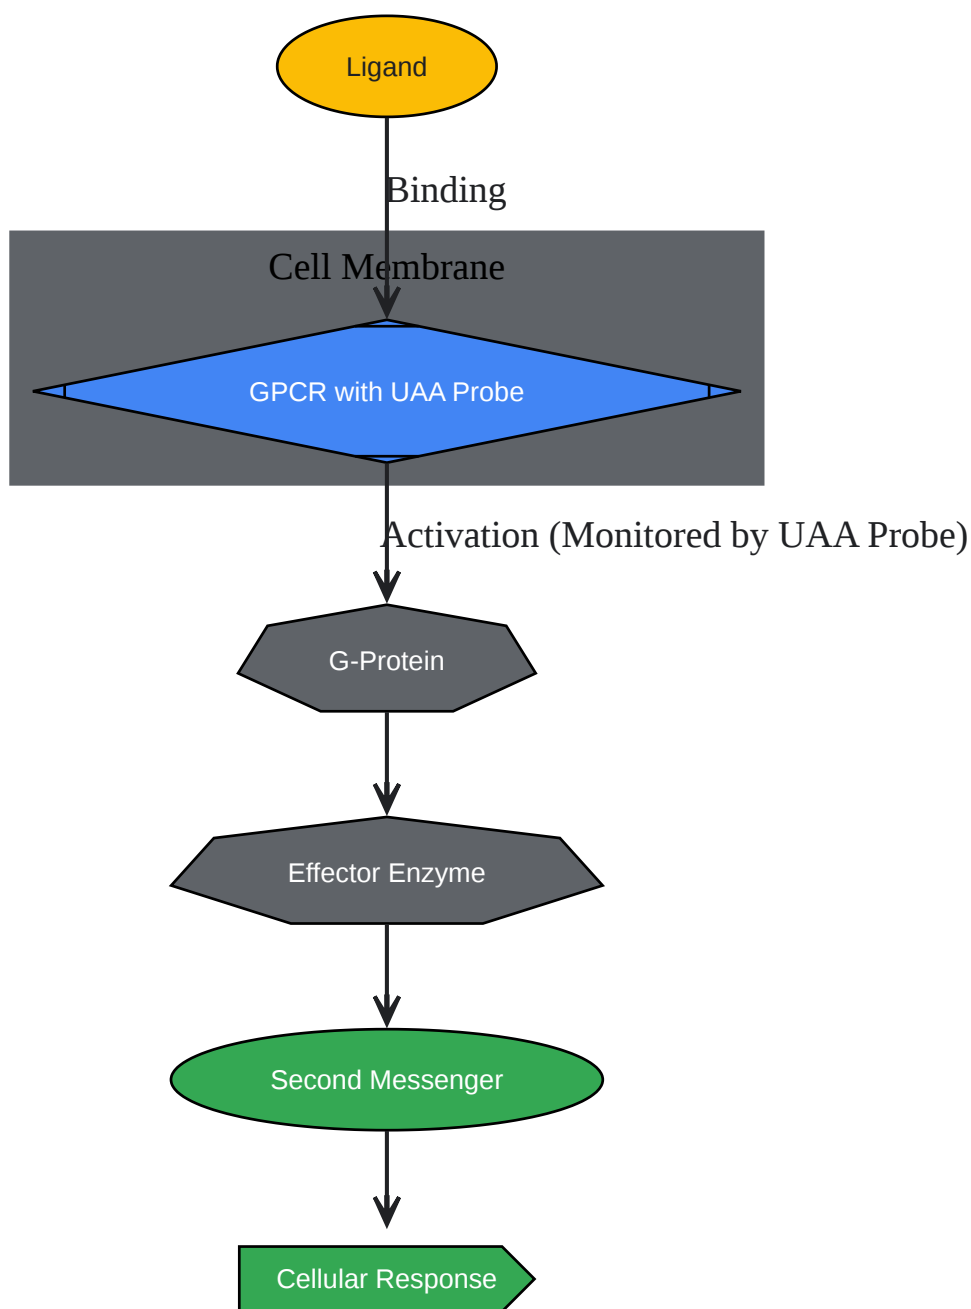 Ligand
Binding
Cell Membrane
GPCR with UAA Probe
Activation (Monitored by UAA Probe)
G-Protein
Effector Enzyme
Second Messenger
Cellular Response